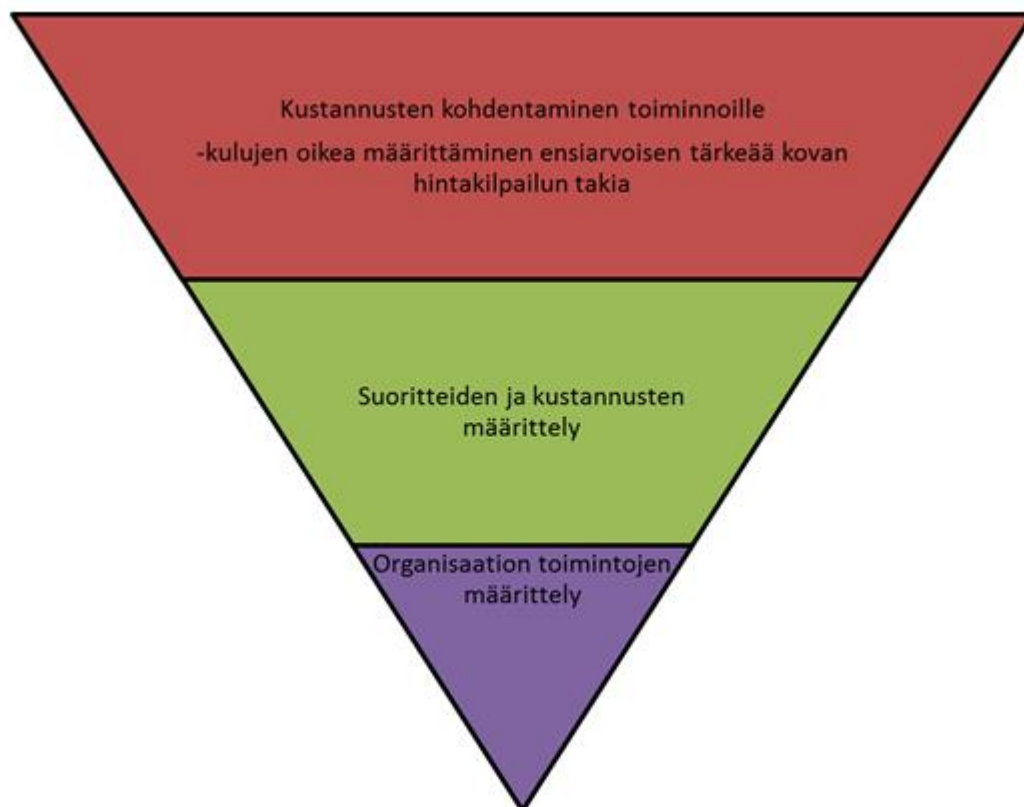 Kustannusten kohdentaminen toiminnoille
-kulujen oikea määrittäminen ensiarvoisen tärkeää kovan
hintakilpailun takia
Suoritteiden ja kustannusten
määrittely
Organisaation toimintojen
määrittely